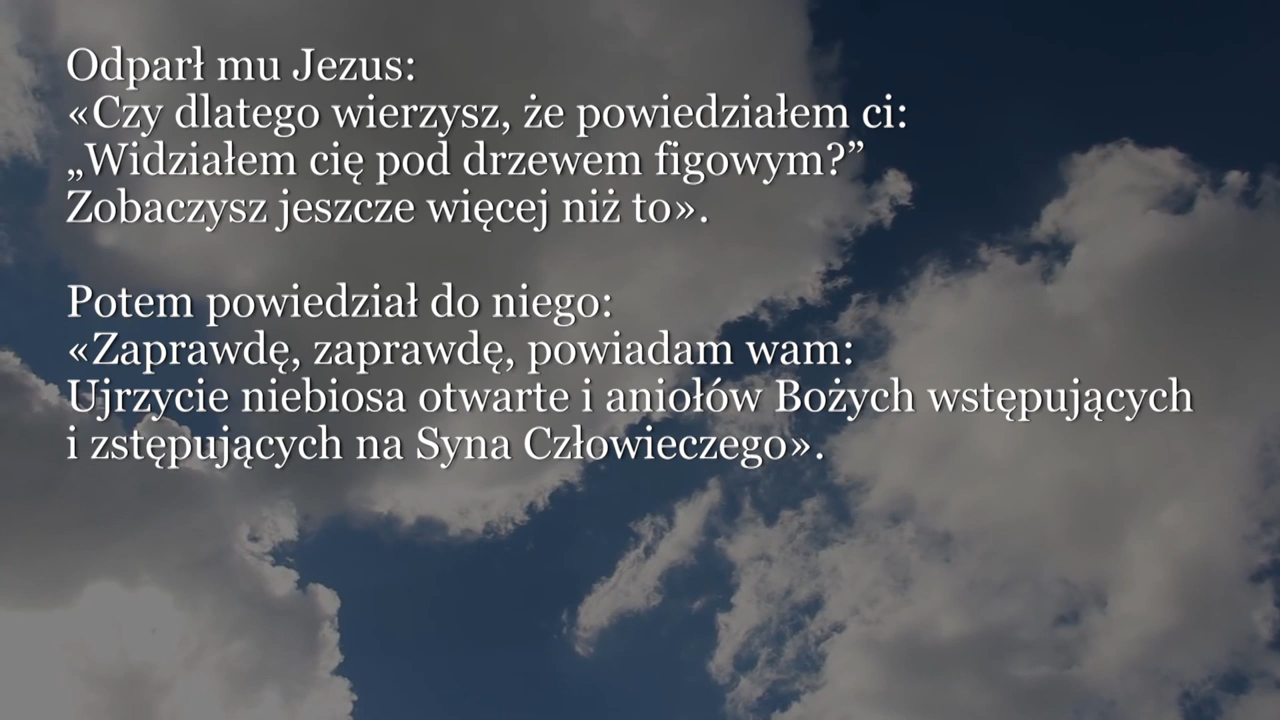 Odparł mu Jezus:
«Czy dlatego wierzysz, że powiedziałem ci:
„Widziałem cię pod drzewem figowym?”
Zobaczysz jeszcze więcej niż to».
Potem powiedział do niego:
«Zaprawdę, zaprawdę, powiadam wam:
Ujrzycie niebiosa otwarte i aniołów Bożych wstępujących
i zstępujących na Syna Człowieczego».